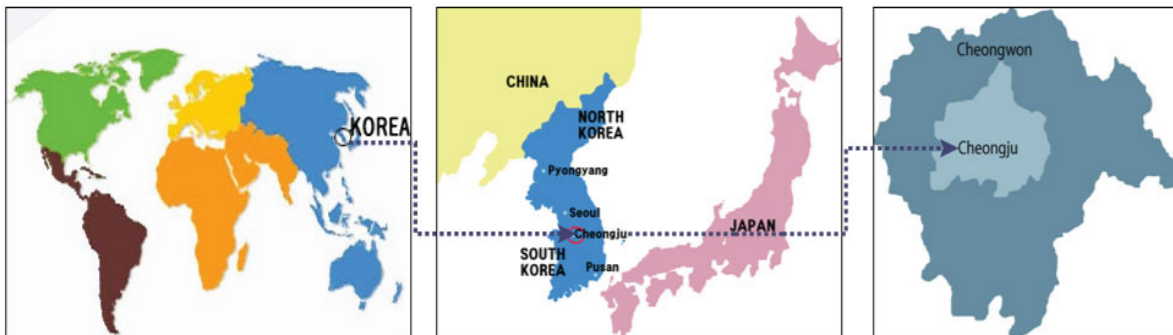 KOREA
CHINA
NORTH
KOREA
Pyongyang
Seoul
Cheongju
SOUTH
KOREA
Pusan
JAPAN
Cheongwon
Cheongju